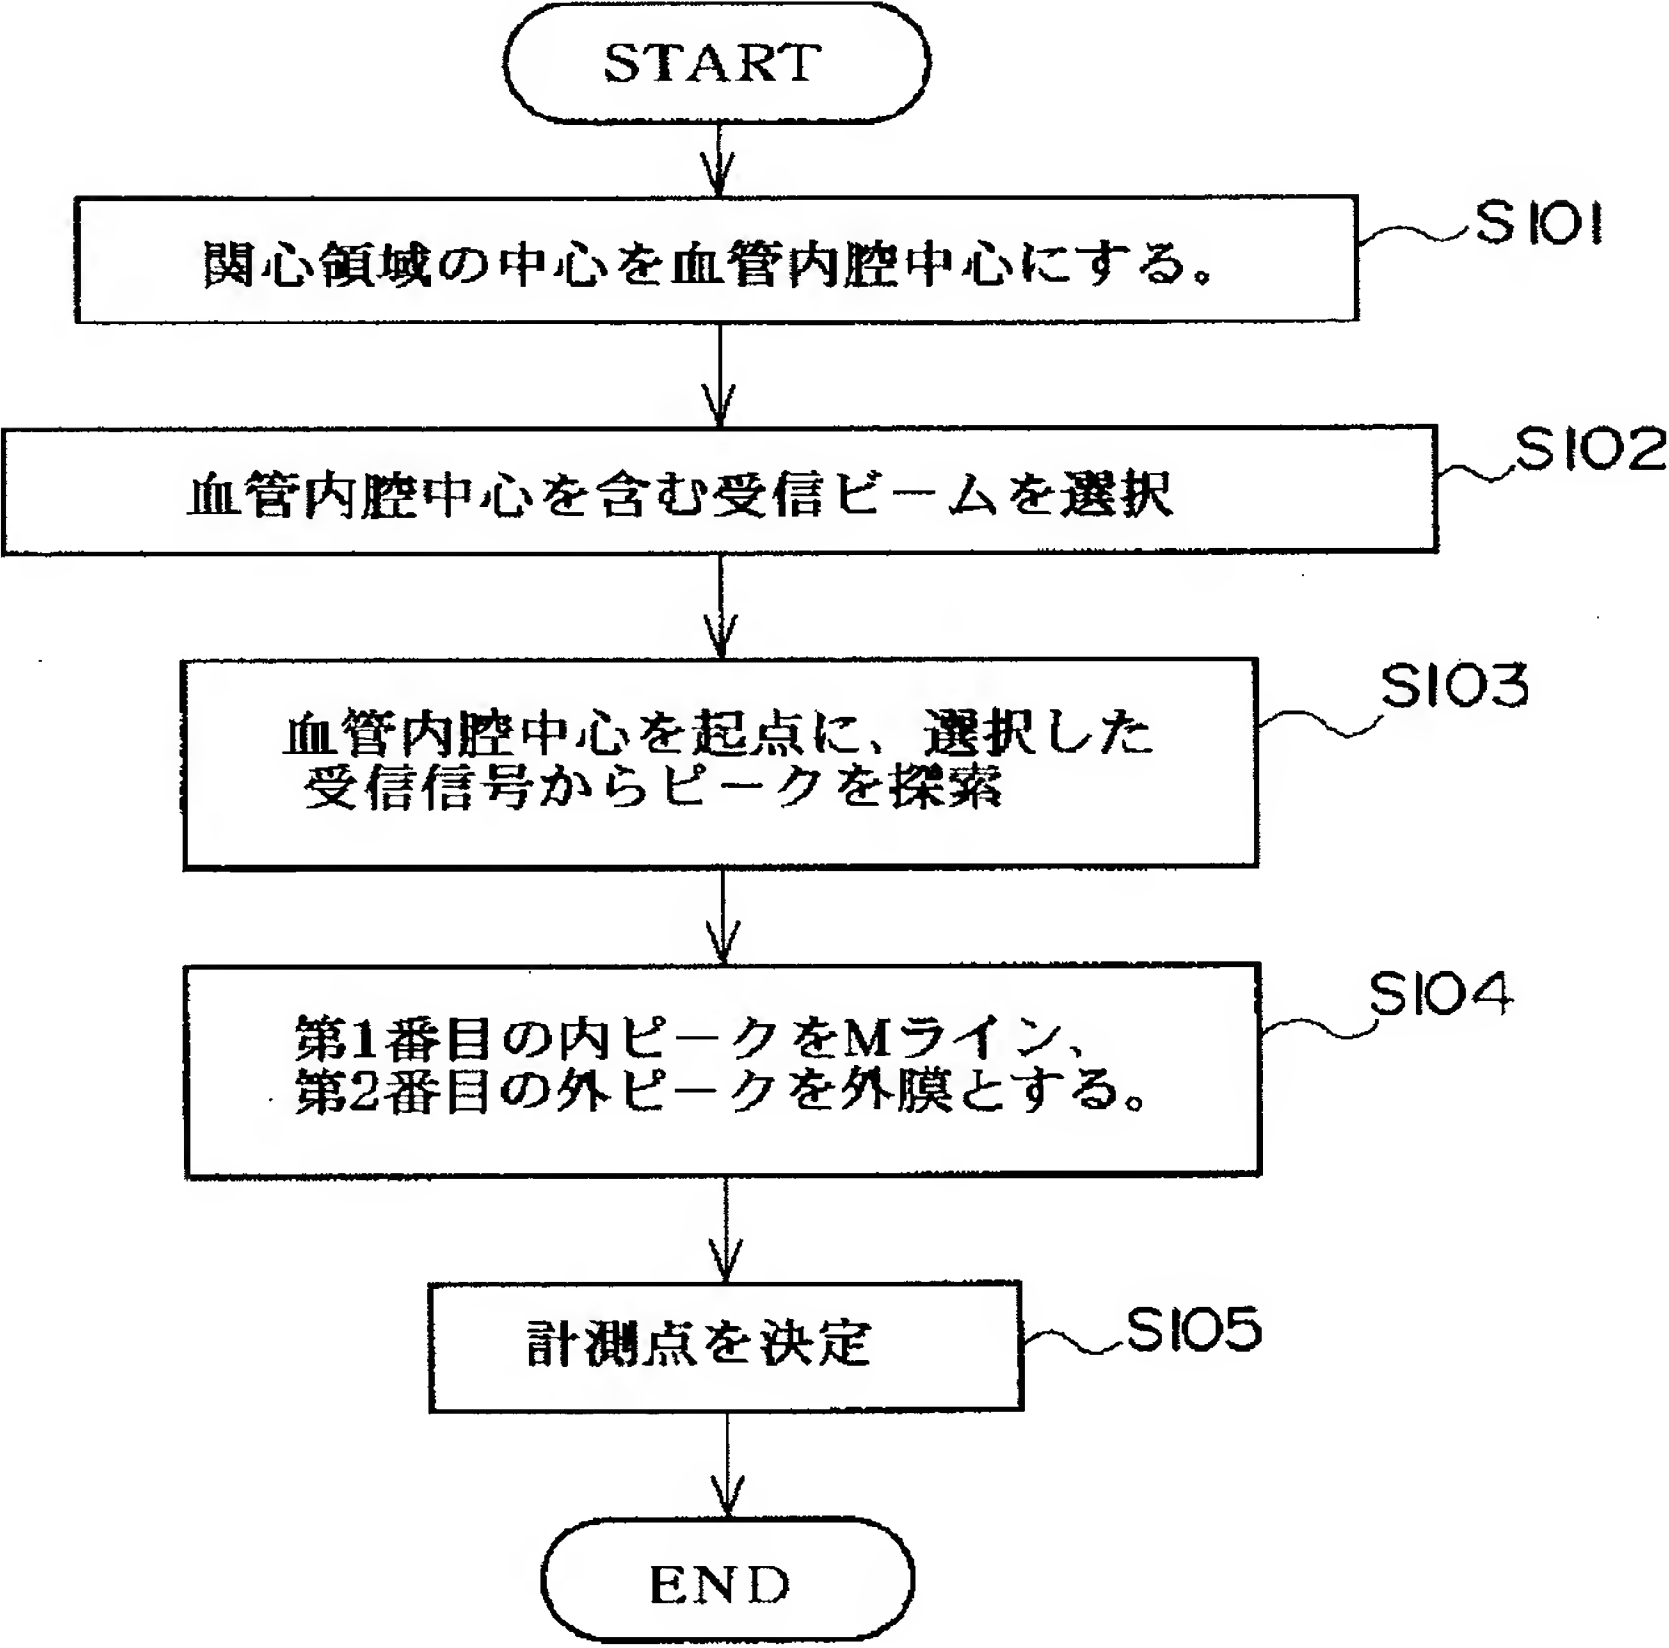 START
関心領域の中心を血管内腔中心にする。
S101
血管内腔中心を含む受信ビームを選択
S102
血管内腔中心を起点に、選択した
受信信号からピークを探索
S103
第1番目の内ピークをMライン、
第2番目の外ピークを外膜とする。
S104
計測点を決定
S105
END